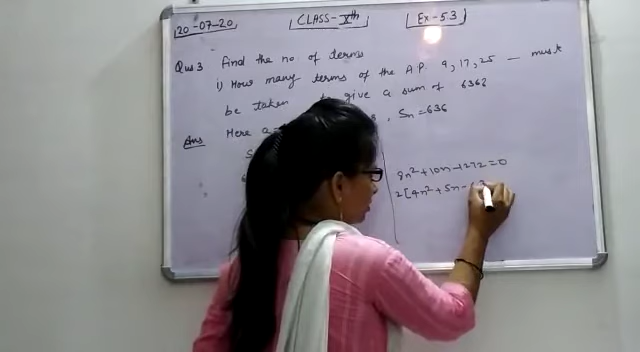 20-07-20
CLASS-Xth
Ex-5.3
Qus 3 Find the no. of terms
i) How many terms of the A.P. 9, 17, 25 — must
be taken to give a sum of 636?
Ans Here a , Sn = 636
8n² + 10n - 1272 = 0
2[4n² + 5n - 6